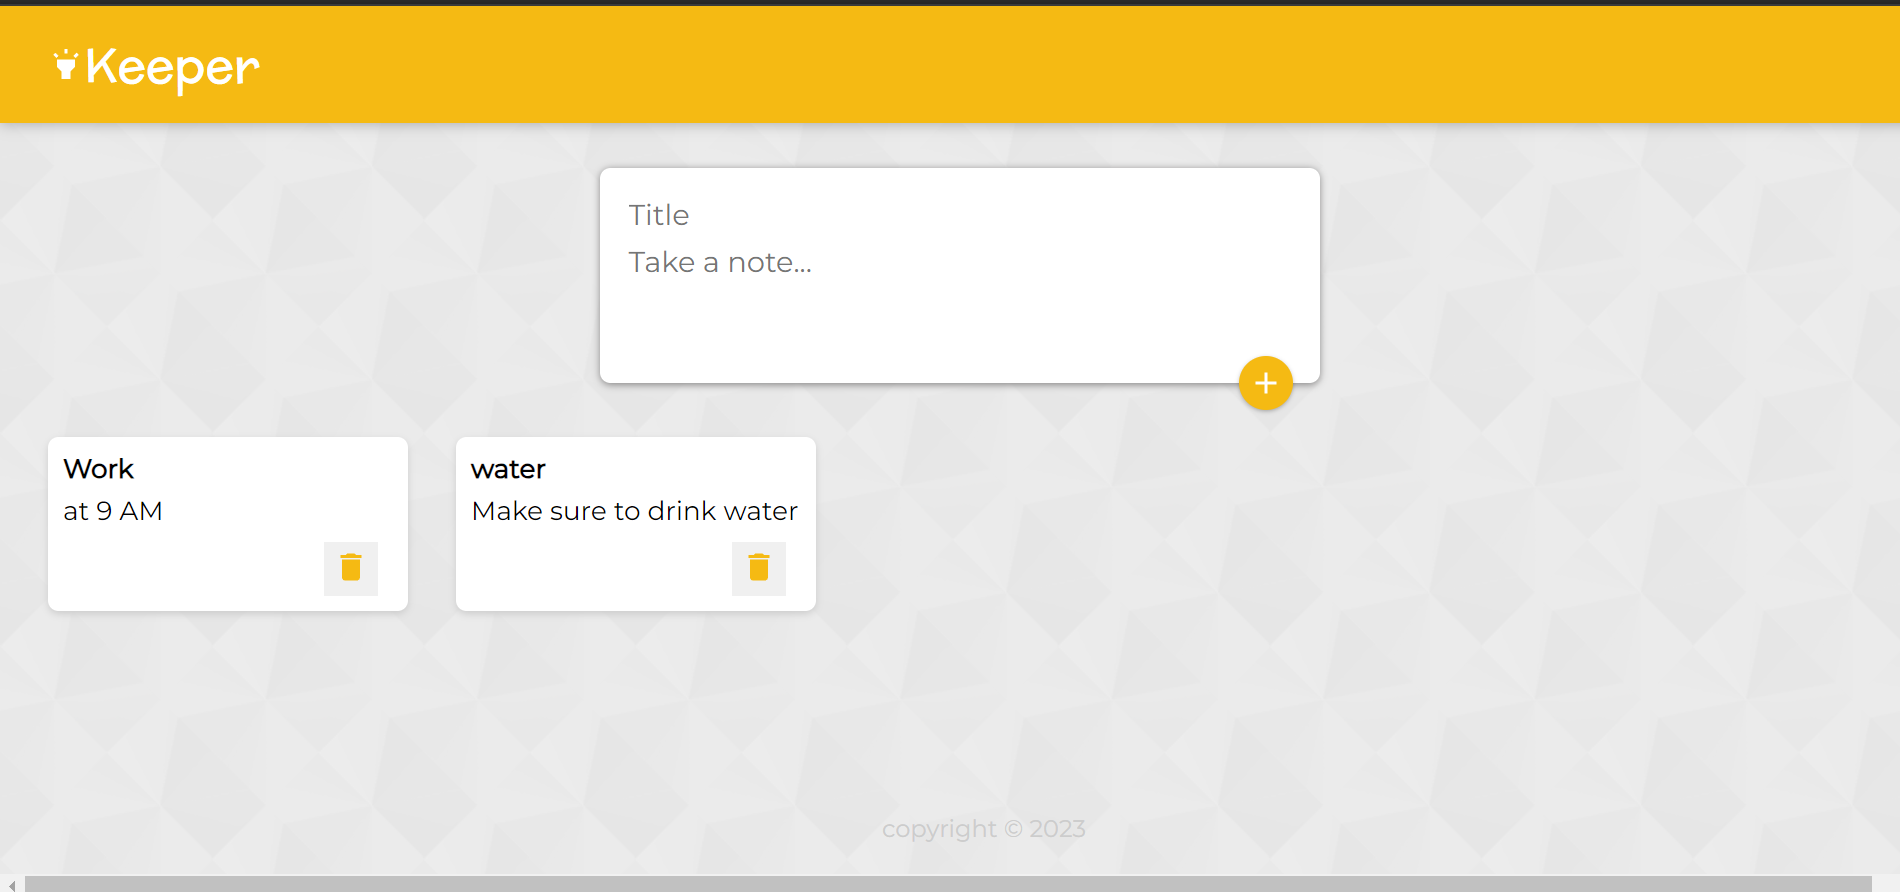 Keeper
Title
Take a note...
Work
at 9 AM
water
Make sure to drink water
copyright © 2023